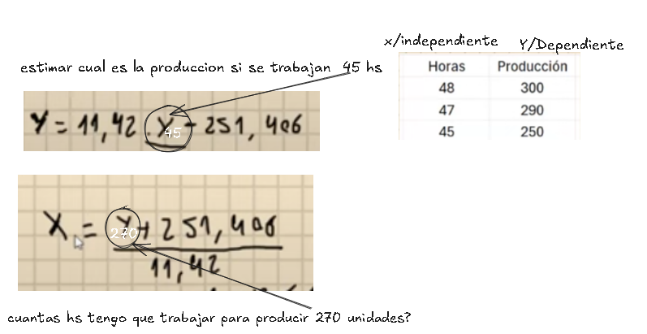 x/independiente Y/Dependiente
estimar cual es la produccion si se trabajan 45 hs
Horas Producción
48 300
47 290
45 250
Y = 11,42 . X - 251,406
45
X = Y + 251,406
270
11,42
cuantas hs tengo que trabajar para producir 270 unidades?